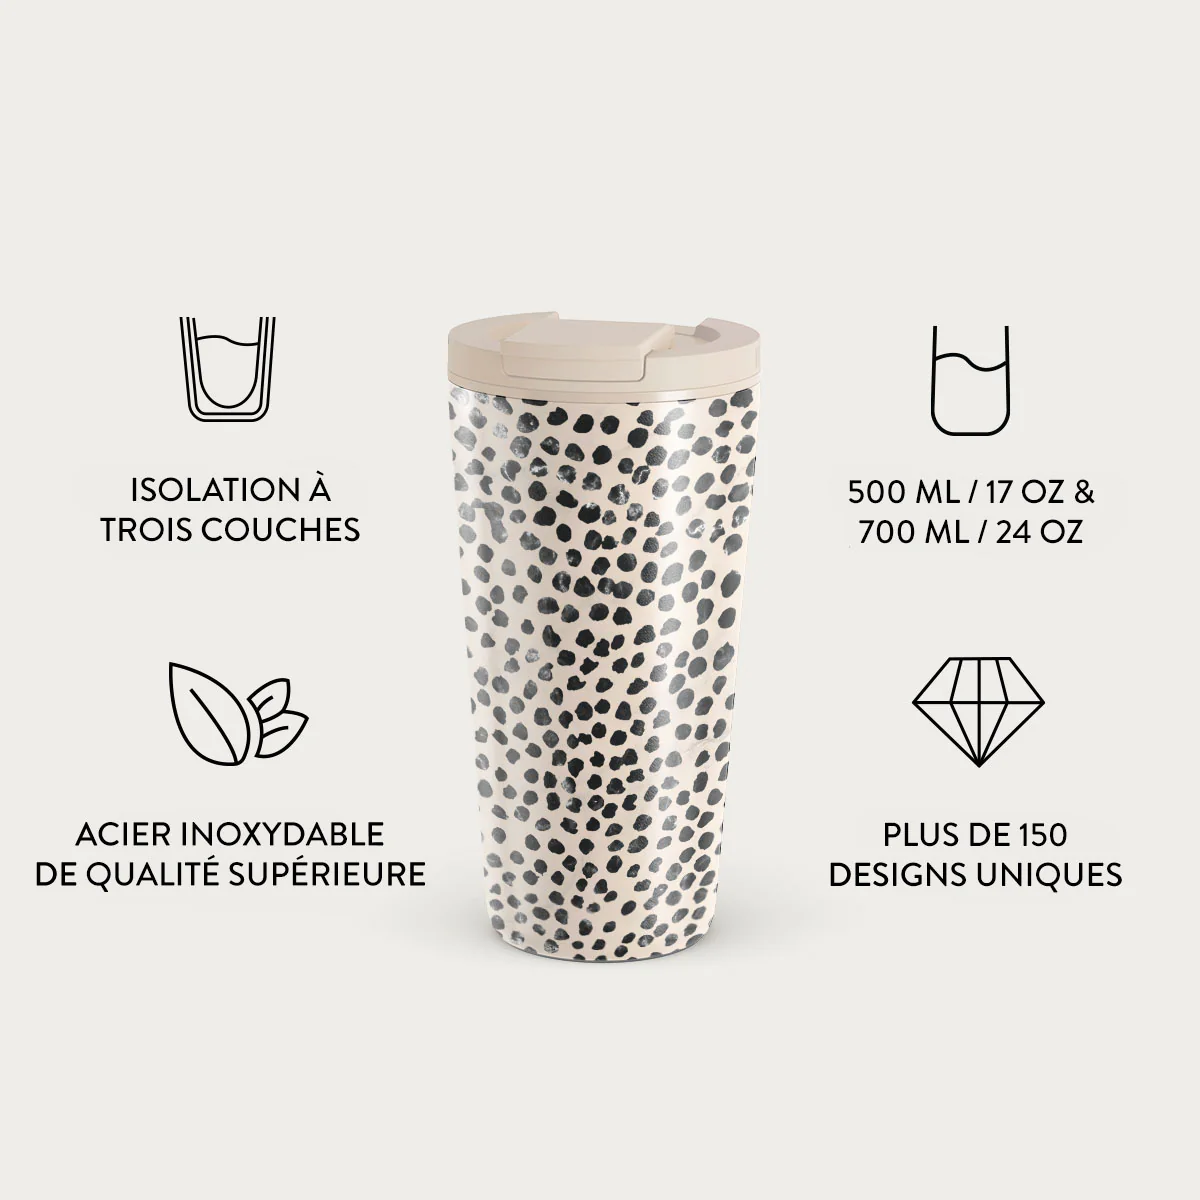 ISOLATION À
TROIS COUCHES
500 ML / 17 OZ &
700 ML / 24 OZ
ACIER INOXYDABLE
DE QUALITÉ SUPÉRIEURE
PLUS DE 150
DESIGNS UNIQUES